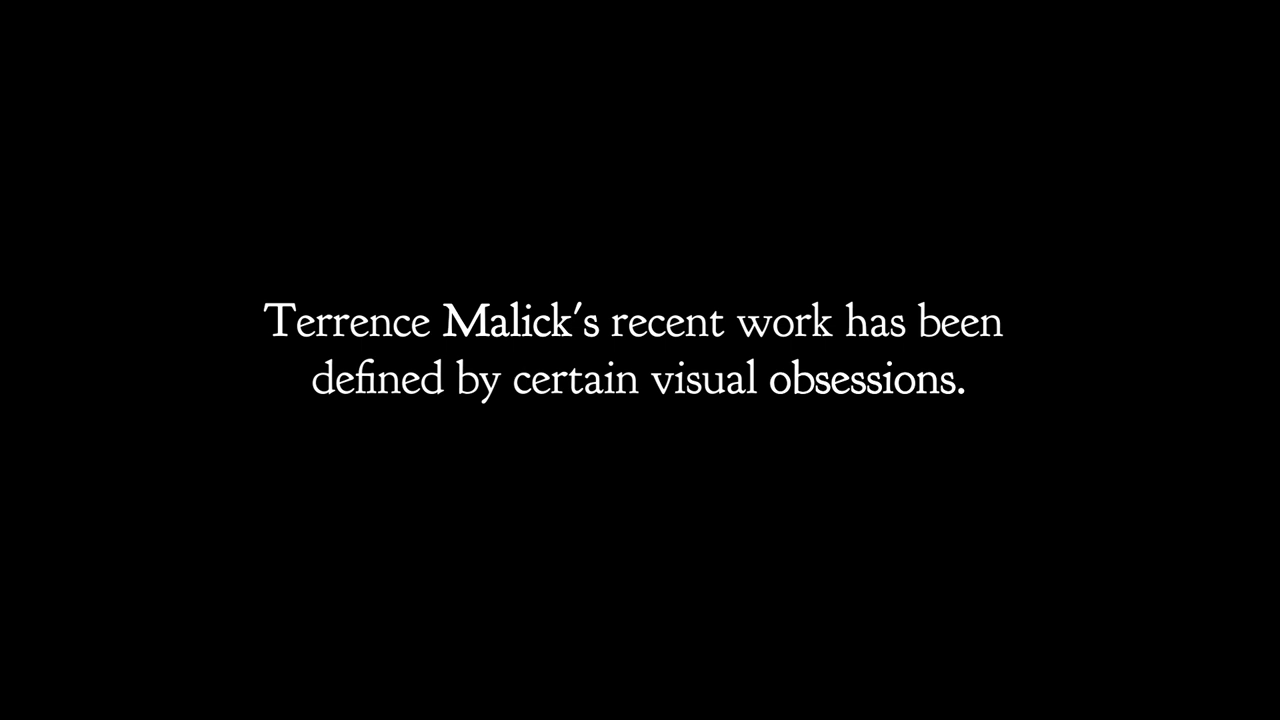 Terrence Malick's recent work has been
defined by certain visual obsessions.